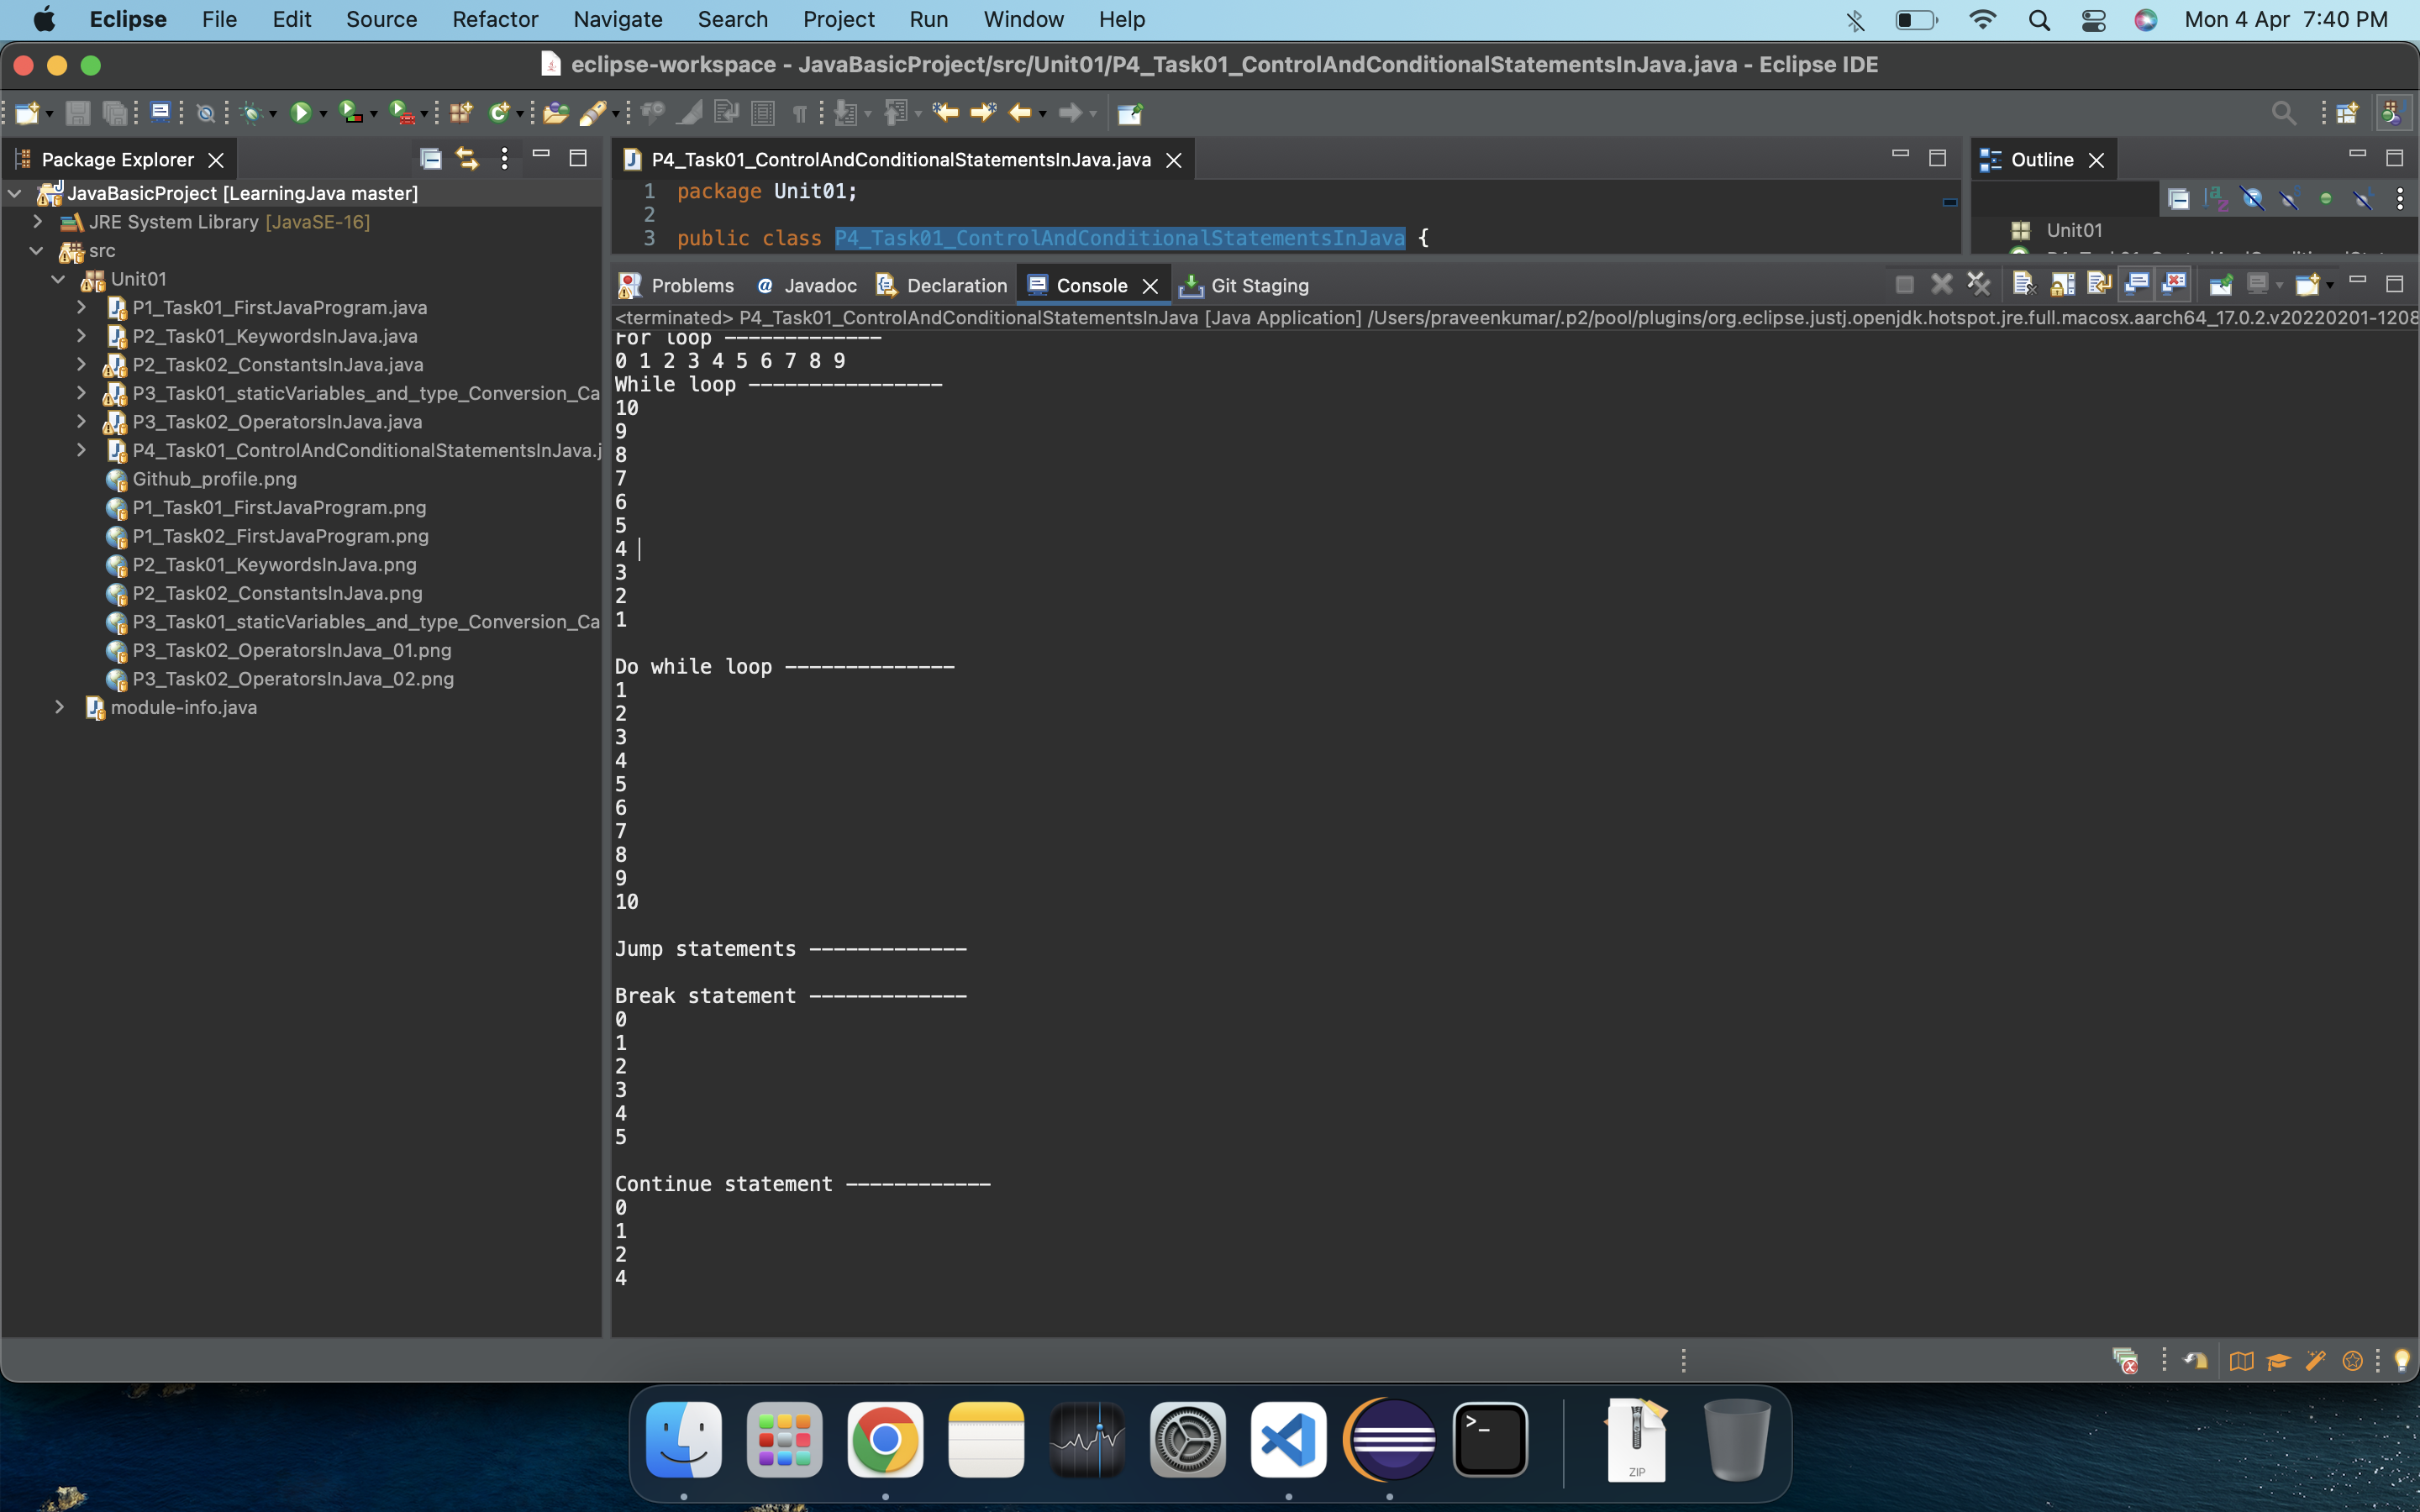 Eclipse File Edit Source Refactor Navigate Search Project Run Window Help Mon 4 Apr 7:40 PM
eclipse-workspace - JavaBasicProject/src/Unit01/P4_Task01_ControlAndConditionalStatementsInJava.java - Eclipse IDE
Package Explorer
JavaBasicProject [LearningJava master]
JRE System Library [JavaSE-16]
src
Unit01
P1_Task01_FirstJavaProgram.java
P2_Task01_KeywordsInJava.java
P2_Task02_ConstantsInJava.java
P3_Task01_staticVariables_and_type_Conversion_Ca
P3_Task02_OperatorsInJava.java
P4_Task01_ControlAndConditionalStatementsInJava.j
Github_profile.png
P1_Task01_FirstJavaProgram.png
P1_Task02_FirstJavaProgram.png
P2_Task01_KeywordsInJava.png
P2_Task02_ConstantsInJava.png
P3_Task01_staticVariables_and_type_Conversion_Ca
P3_Task02_OperatorsInJava_01.png
P3_Task02_OperatorsInJava_02.png
module-info.java
P4_Task01_ControlAndConditionalStatementsInJava.java
1 package Unit01;
2
3 public class P4_Task01_ControlAndConditionalStatementsInJava {
Outline
Unit01
Problems @ Javadoc Declaration Console Git Staging
<terminated> P4_Task01_ControlAndConditionalStatementsInJava [Java Application] /Users/praveenkumar/.p2/pool/plugins/org.eclipse.justj.openjdk.hotspot.jre.full.macosx.aarch64_17.0.2.v20220201-1208
For loop -------------
0 1 2 3 4 5 6 7 8 9
While loop ----------------
10
9
8
7
6
5
4
3
2
1
Do while loop --------------
1
2
3
4
5
6
7
8
9
10
Jump statements -------------
Break statement -------------
0
1
2
3
4
5
Continue statement ------------
0
1
2
4
ZIP